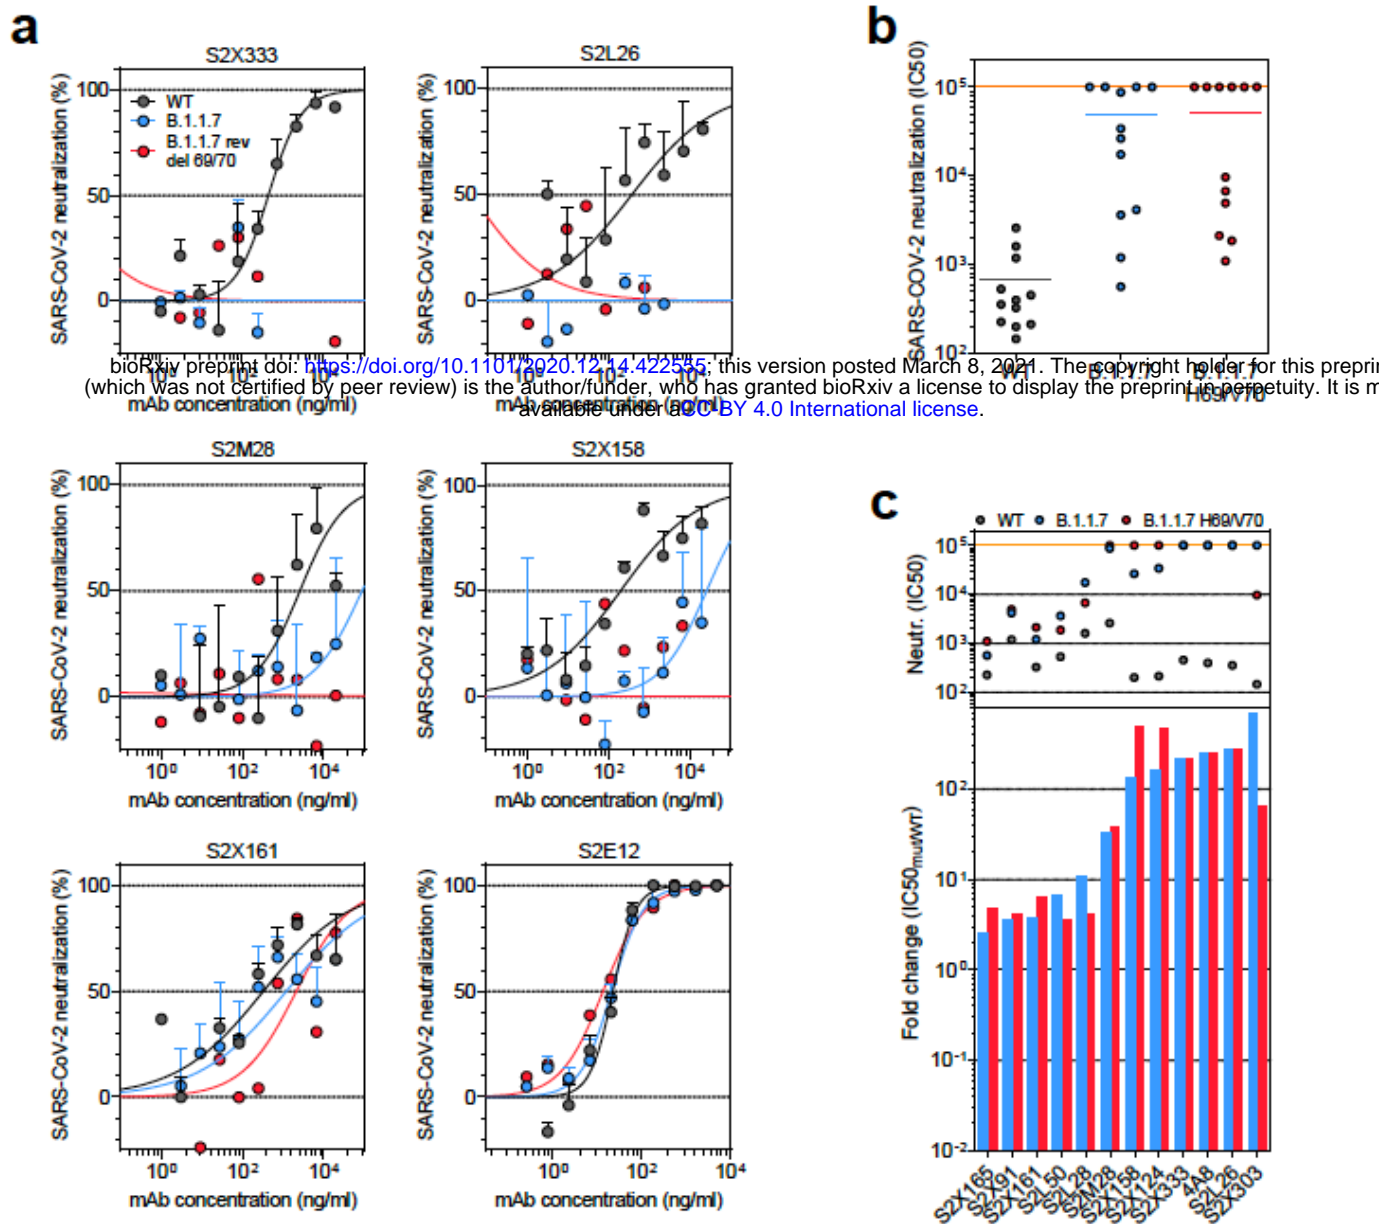 a
S2X333
SARS-CoV-2 neutralization (%)
100
50
0
WT
B.1.1.7
B.1.1.7 rev
del 69/70
10⁰ 10² 10⁴
mAb concentration (ng/ml)
S2L26
SARS-CoV-2 neutralization (%)
100
50
0
10⁰ 10² 10⁴
mAb concentration (ng/ml)
b
SARS-COV-2 neutralization (IC50)
10⁵
10⁴
10³
10²
WT B.1.1.7 B.1.1.7
H69/V70
bioRxiv preprint doi: https://doi.org/10.1101/2020.12.14.422555; this version posted March 8, 2021. The copyright holder for this preprin
(which was not certified by peer review) is the author/funder, who has granted bioRxiv a license to display the preprint in perpetuity. It is m
available under aCC-BY 4.0 International license.
S2M28
SARS-CoV-2 neutralization (%)
100
50
0
10⁰ 10² 10⁴
mAb concentration (ng/ml)
S2X158
SARS-CoV-2 neutralization (%)
100
50
0
10⁰ 10² 10⁴
mAb concentration (ng/ml)
S2X161
SARS-CoV-2 neutralization (%)
100
50
0
10⁰ 10² 10⁴
mAb concentration (ng/ml)
S2E12
SARS-CoV-2 neutralization (%)
100
50
0
10⁰ 10² 10⁴
mAb concentration (ng/ml)
c
WT B.1.1.7 B.1.1.7 H69/V70
Neutr. (IC50)
10⁵
10⁴
10³
10²
Fold change (IC50mut/WT)
10²
10¹
10⁰
10⁻¹
10⁻²
S2X165
S2X91
S2X161
S2L50
S2L28
S2M28
S2X158
S2X124
S2X333
4A8
S2L26
S2X303